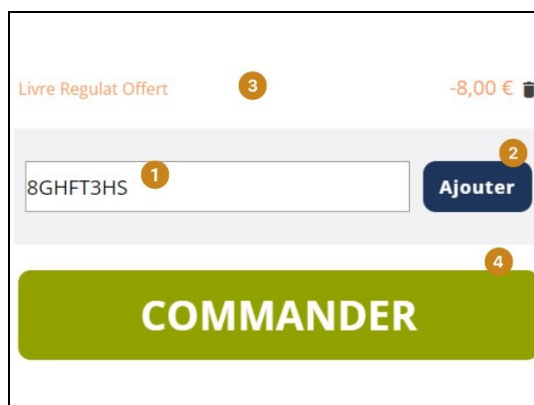 Livre Regulat Offert 3 -8,00 €
2
8GHFT3HS 1 Ajouter
4
COMMANDER